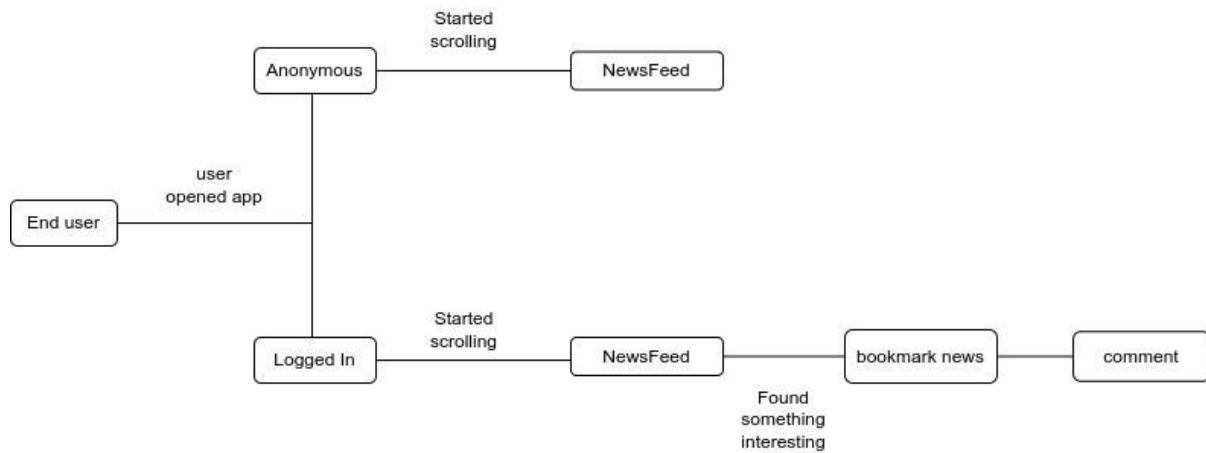 Started
scrolling
Anonymous
NewsFeed
user
opened app
End user
Started
scrolling
Logged In
NewsFeed
bookmark news
comment
Found
something
interesting